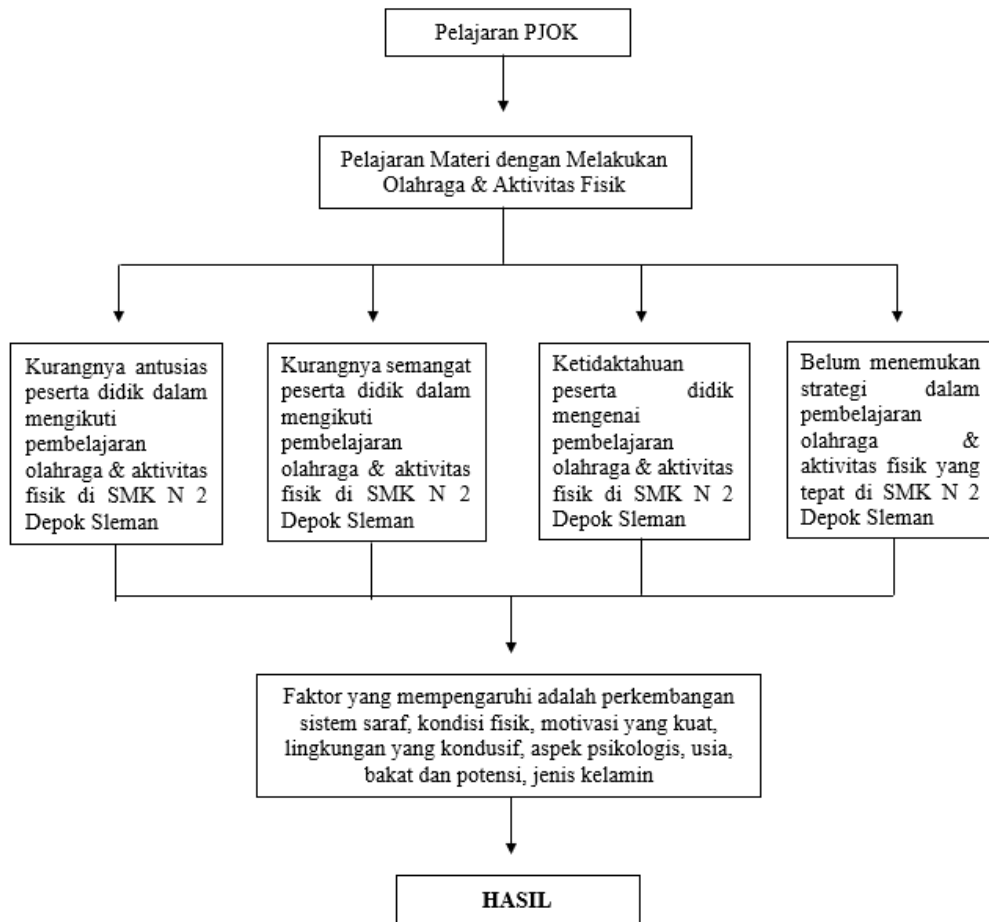 Pelajaran PJOK
Pelajaran Materi dengan Melakukan
Olahraga & Aktivitas Fisik
Kurangnya antusias
peserta didik dalam
mengikuti
pembelajaran
olahraga & aktivitas
fisik di SMK N 2
Depok Sleman
Kurangnya semangat
peserta didik dalam
mengikuti
pembelajaran
olahraga & aktivitas
fisik di SMK N 2
Depok Sleman
Ketidaktahuan
peserta didik
mengenai
pembelajaran
olahraga & aktivitas
fisik di SMK N 2
Depok Sleman
Belum menemukan
strategi dalam
pembelajaran
olahraga &
aktivitas fisik yang
tepat di SMK N 2
Depok Sleman
Faktor yang mempengaruhi adalah perkembangan
sistem saraf, kondisi fisik, motivasi yang kuat,
lingkungan yang kondusif, aspek psikologis, usia,
bakat dan potensi, jenis kelamin
HASIL